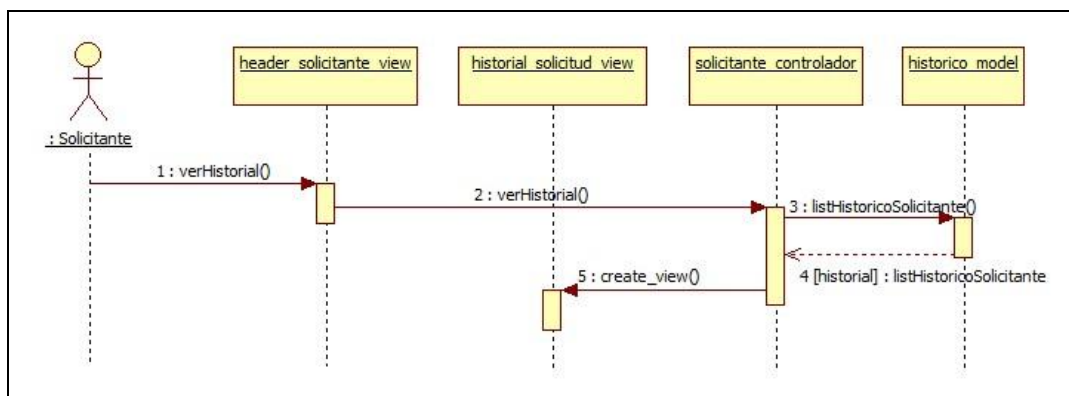 header_solicitante_view
historial_solicitud_view
solicitante_controlador
historico_model
: Solicitante
1 : verHistorial()
2 : verHistorial()
3 : listHistoricoSolicitante()
4 [historial] : listHistoricoSolicitante
5 : create_view()